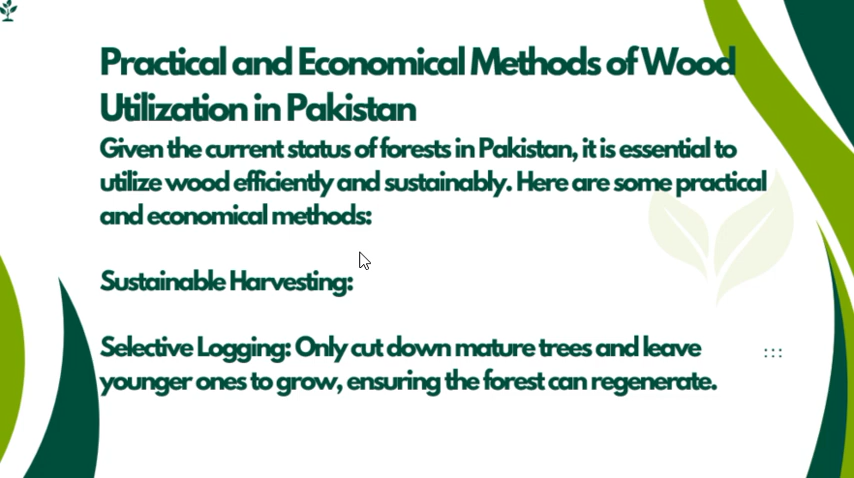 Practical and Economical Methods of Wood
Utilization in Pakistan
Given the current status of forests in Pakistan, it is essential to
utilize wood efficiently and sustainably. Here are some practical
and economical methods:
Sustainable Harvesting:
Selective Logging: Only cut down mature trees and leave
younger ones to grow, ensuring the forest can regenerate.